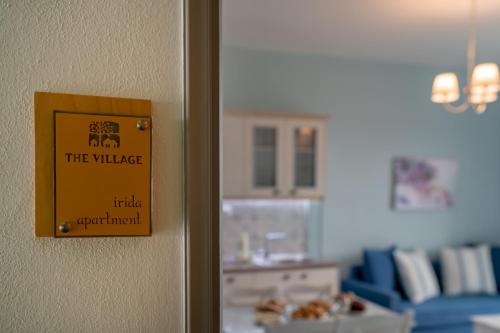 THE VILLAGE
irida
apartment